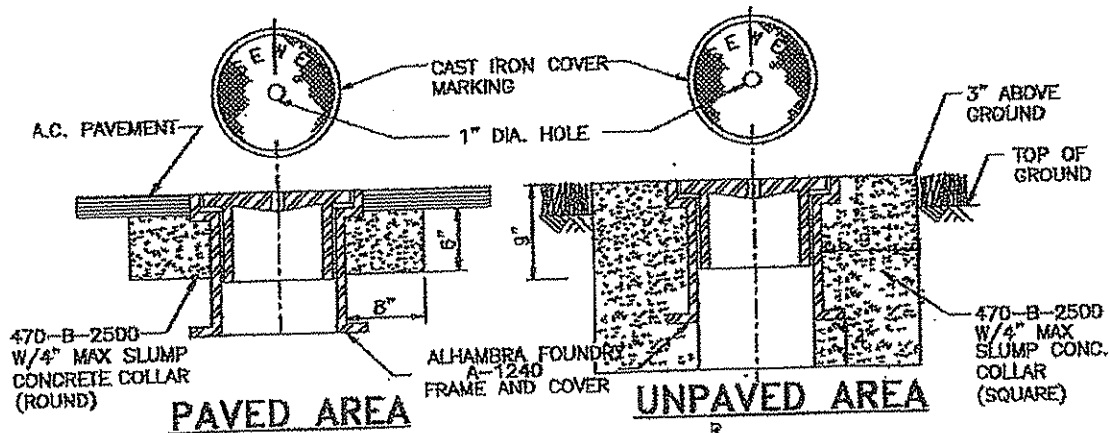 SEWER
SEWER
CAST IRON COVER
MARKING
3" ABOVE
GROUND
A.C. PAVEMENT
1" DIA. HOLE
TOP OF
GROUND
6"
9"
8"
470-B-2500
W/4" MAX SLUMP
CONCRETE COLLAR
(ROUND)
ALHAMBRA FOUNDRY
A-1240
FRAME AND COVER
470-B-2500
W/4" MAX
SLUMP CONC.
COLLAR
(SQUARE)
PAVED AREA
UNPAVED AREA